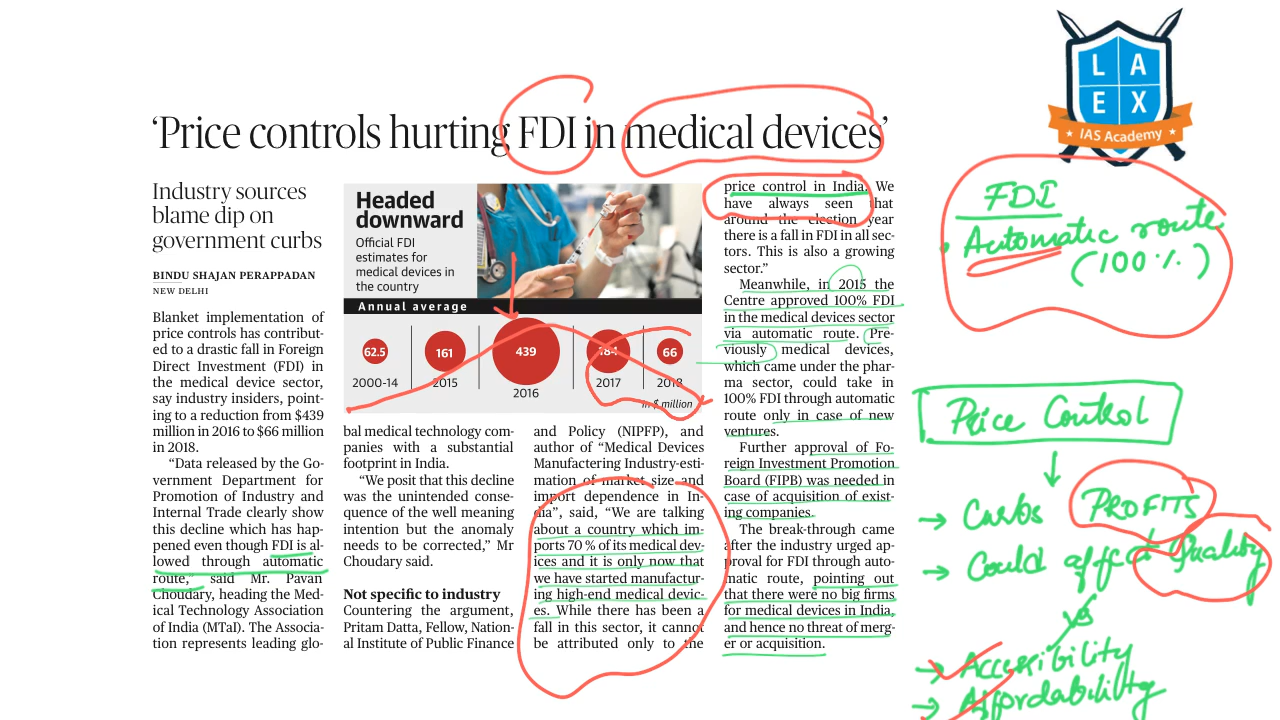 ‘Price controls hurting FDI in medical devices’
Industry sources
blame dip on
government curbs
BINDU SHAJAN PERAPPADAN
NEW DELHI
Blanket implementation of
price controls has contribut-
ed to a drastic fall in Foreign
Direct Investment (FDI) in
the medical device sector,
say industry insiders, point-
ing to a reduction from $439
million in 2016 to $66 million
in 2018.
“Data released by the Go-
vernment Department for
Promotion of Industry and
Internal Trade clearly show
this decline which has hap-
pened even though FDI is al-
lowed through automatic
route,” said Mr. Pavan
Choudary, heading the Med-
ical Technology Association
of India (MTaI). The Associa-
tion represents leading glo-
Headed
downward
Official FDI
estimates for
medical devices in
the country
Annual average
62.5
161
439
184
66
2000-14
2015
2016
2017
2018
in $ million
bal medical technology com-
panies with a substantial
footprint in India.
“We posit that this decline
was the unintended conse-
quence of the well meaning
intention but the anomaly
needs to be corrected,” Mr
Choudary said.
Not specific to industry
Countering the argument,
Pritam Datta, Fellow, Nation-
al Institute of Public Finance
and Policy (NIPFP), and
author of “Medical Devices
Manufactering Industry-esti-
mation of market size and
import dependence in In-
dia”, said, “We are talking
about a country which im-
ports 70 % of its medical dev-
ices and it is only now that
we have started manufactur-
ing high-end medical devic-
es. While there has been a
fall in this sector, it cannot
be attributed only to the
price control in India. We
have always seen that
around the election year
there is a fall in FDI in all sec-
tors. This is also a growing
sector.”
Meanwhile, in 2015 the
Centre approved 100% FDI
in the medical devices sector
via automatic route. Pre-
viously medical devices,
which came under the phar-
ma sector, could take in
100% FDI through automatic
route only in case of new
ventures.
Further approval of Fo-
reign Investment Promotion
Board (FIPB) was needed in
case of acquisition of exist-
ing companies.
The break-through came
after the industry urged ap-
proval for FDI through auto-
matic route, pointing out
that there were no big firms
for medical devices in India,
and hence no threat of merg-
er or acquisition.
L A
E X
IAS Academy
FDI
Automatic route
(100%)
Price Control
→ Curbs PROFITS
→ Could affect Quality
→ Accessibility
→ Affordability